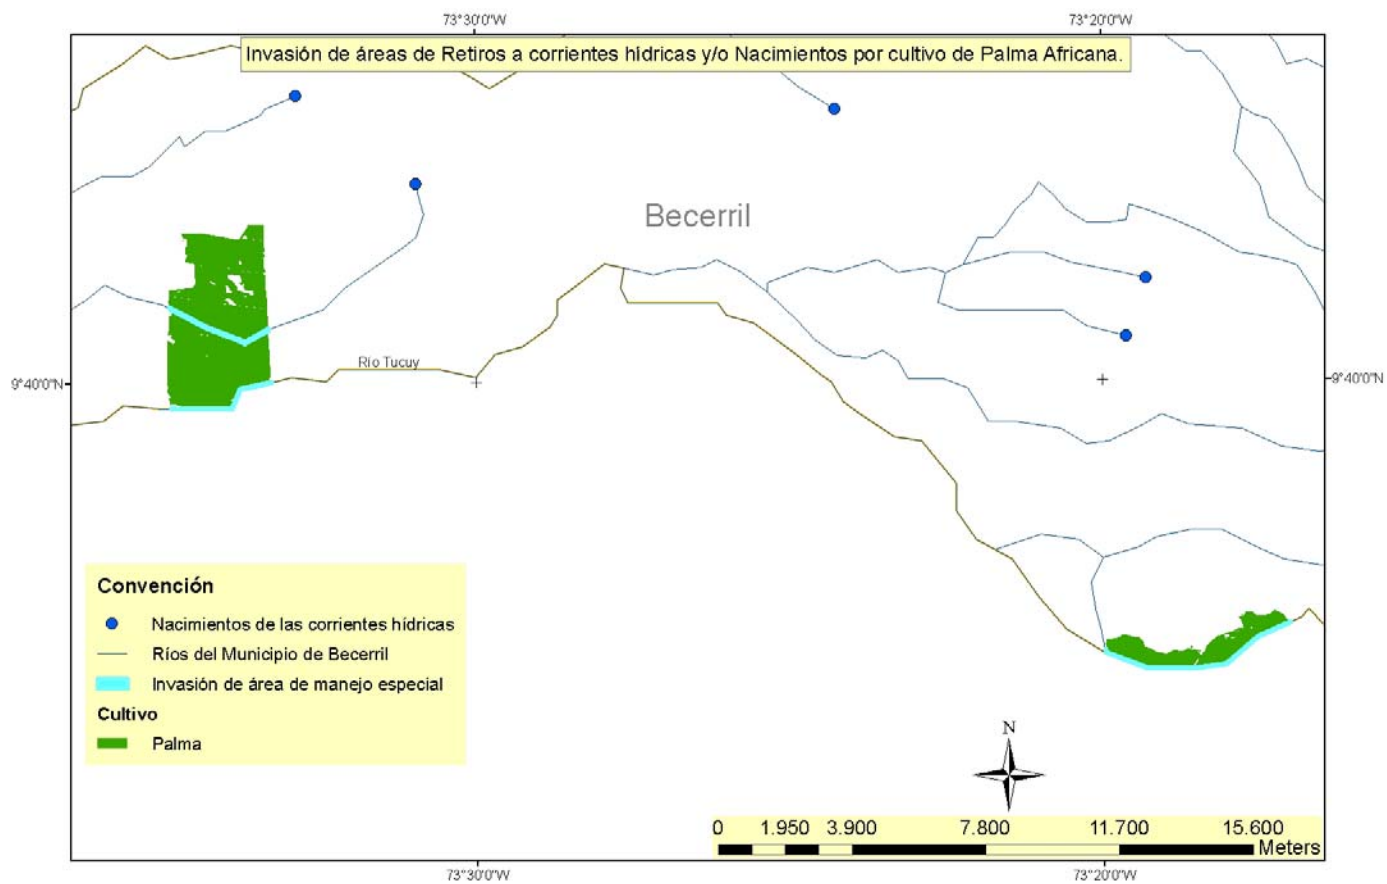 73°30'0"W
73°20'0"W
Invasión de áreas de Retiros a corrientes hídricas y/o Nacimientos por cultivo de Palma Africana.
Becerril
Río Tucuy
9°40'0"N
9°40'0"N
Convención
Nacimientos de las corrientes hídricas
Ríos del Municipio de Becerril
Invasión de área de manejo especial
Cultivo
Palma
N
0 1.950 3.900 7.800 11.700 15.600
Meters
73°30'0"W
73°20'0"W